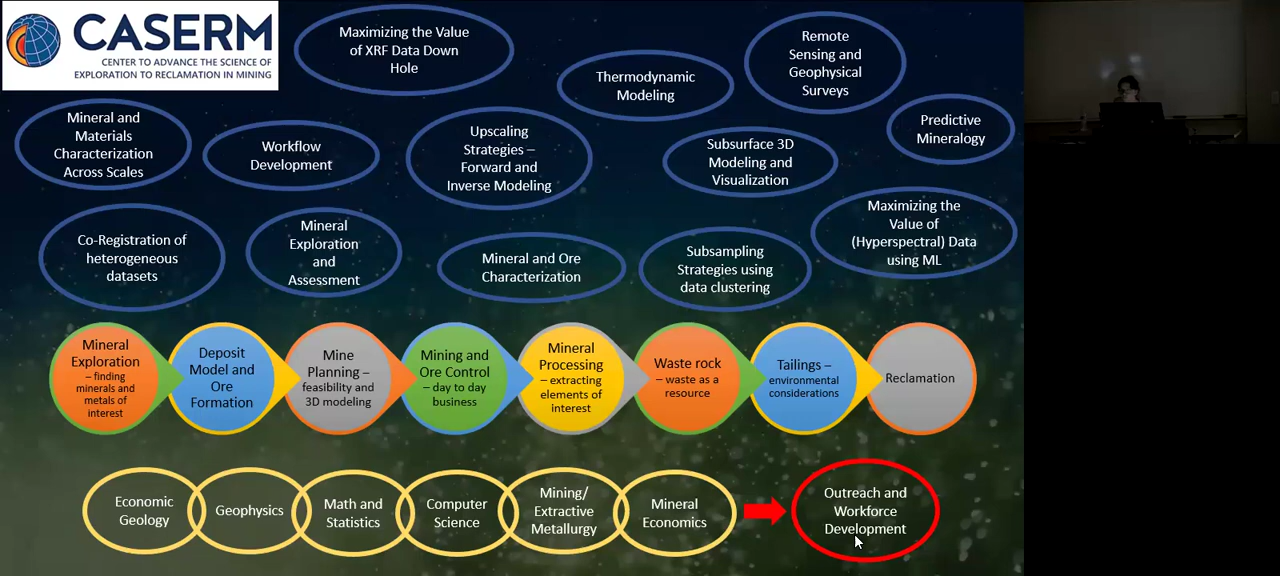 CASERM
CENTER TO ADVANCE THE SCIENCE OF
EXPLORATION TO RECLAMATION IN MINING
Maximizing the Value
of XRF Data Down
Hole
Thermodynamic
Modeling
Remote
Sensing and
Geophysical
Surveys
Mineral and
Materials
Characterization
Across Scales
Workflow
Development
Upscaling
Strategies –
Forward and
Inverse Modeling
Subsurface 3D
Modeling and
Visualization
Predictive
Mineralogy
Co-Registration of
heterogeneous
datasets
Mineral
Exploration
and
Assessment
Mineral and Ore
Characterization
Subsampling
Strategies using
data clustering
Maximizing the
Value of
(Hyperspectral) Data
using ML
Mineral
Exploration
– finding
minerals and
metals of
interest
Deposit
Model and
Ore
Formation
Mine
Planning –
feasibility and
3D modeling
Mining and
Ore Control
– day to day
business
Mineral
Processing
– extracting
elements of
interest
Waste rock
– waste as a
resource
Tailings –
environmental
considerations
Reclamation
Economic
Geology
Geophysics
Math and
Statistics
Computer
Science
Mining/
Extractive
Metallurgy
Mineral
Economics
Outreach and
Workforce
Development